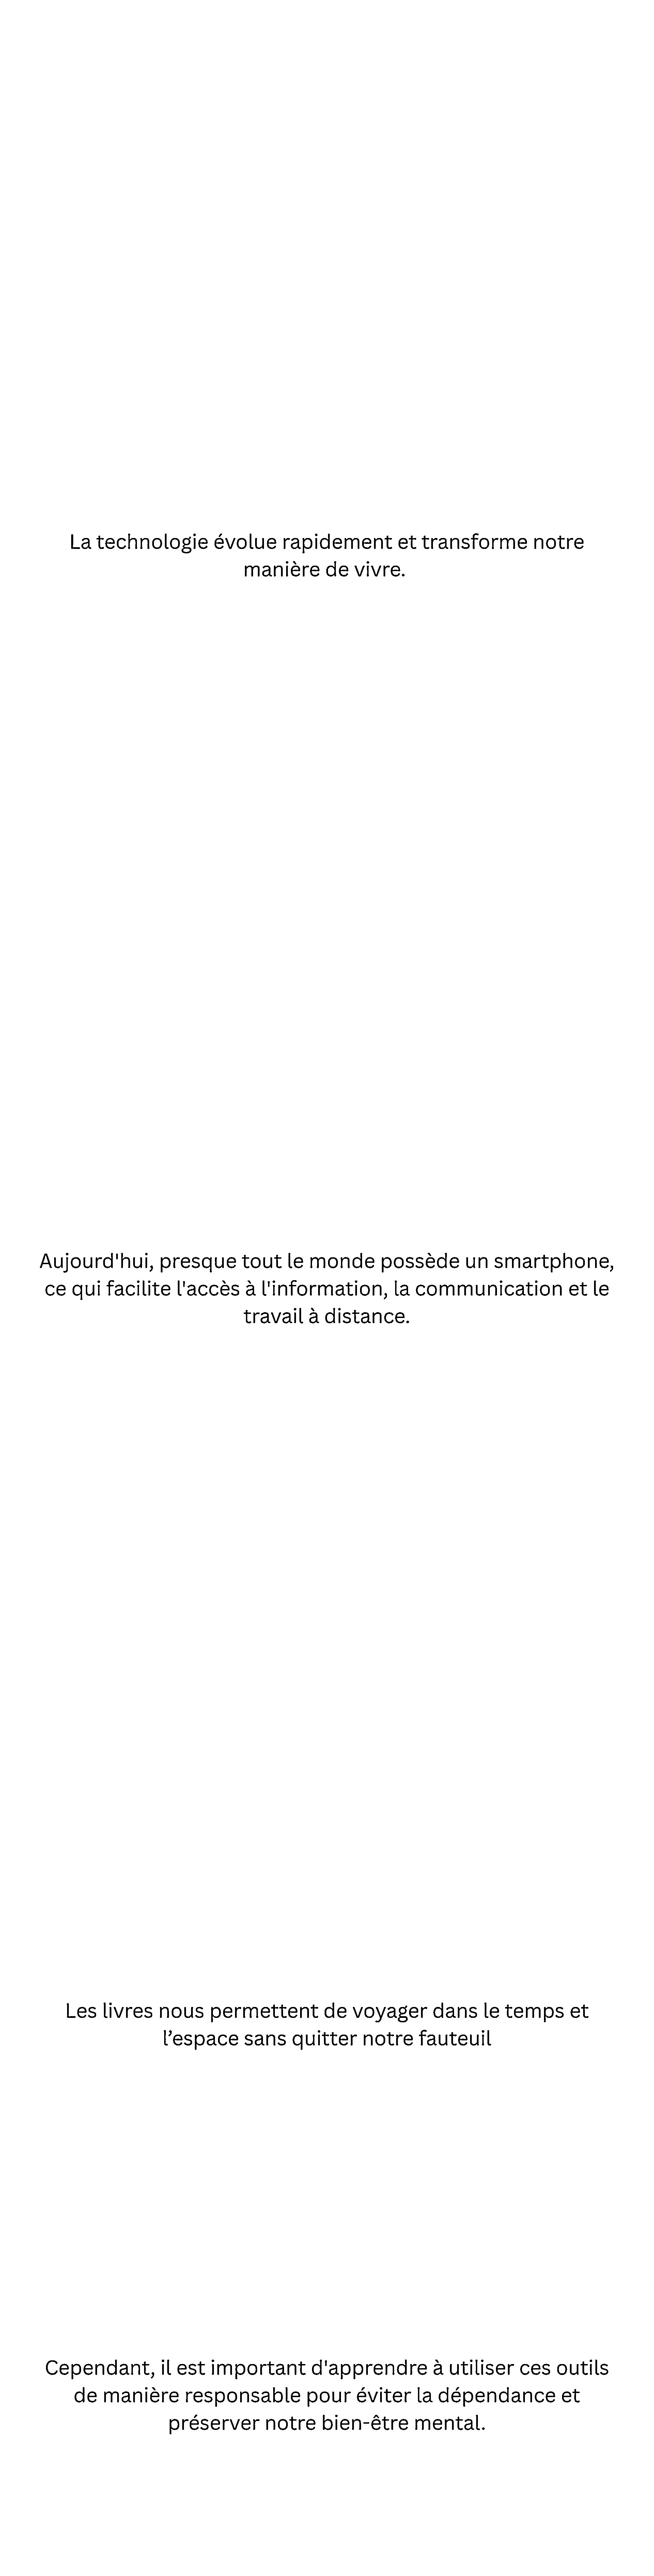 La technologie évolue rapidement et transforme notre
manière de vivre.
Aujourd'hui, presque tout le monde possède un smartphone,
ce qui facilite l'accès à l'information, la communication et le
travail à distance.
Les livres nous permettent de voyager dans le temps et
l’espace sans quitter notre fauteuil
Cependant, il est important d'apprendre à utiliser ces outils
de manière responsable pour éviter la dépendance et
préserver notre bien-être mental.